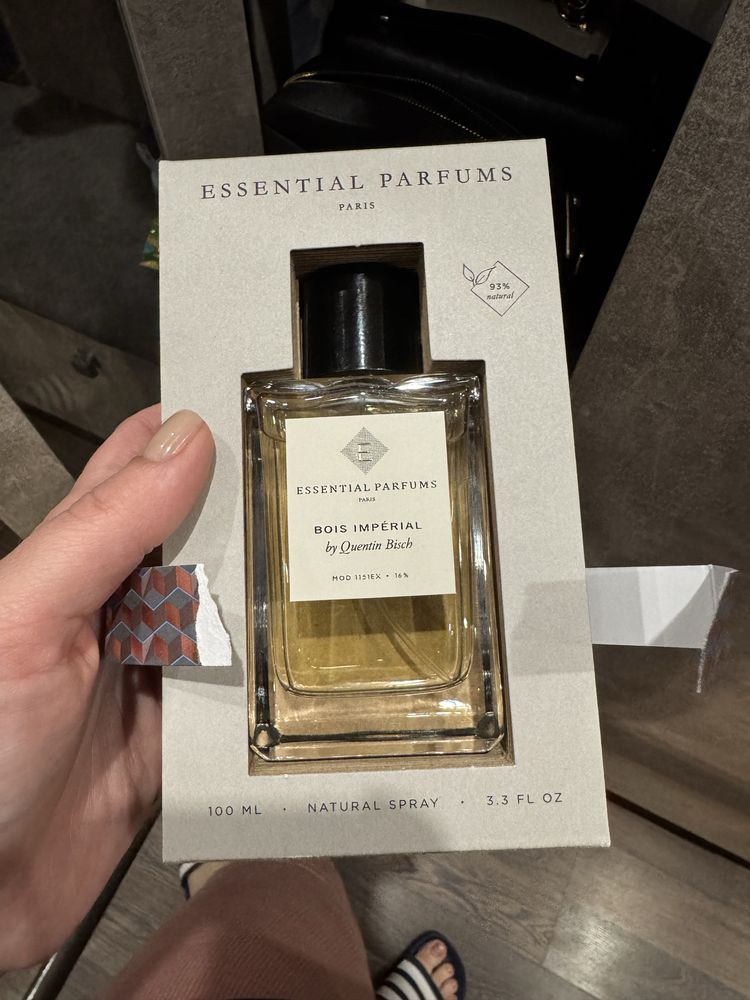 ESSENTIAL PARFUMS
PARIS
93%
natural
E
ESSENTIAL PARFUMS
PARIS
BOIS IMPÉRIAL
by Quentin Bisch
MOD 1151EX • 16%
100 ML • NATURAL SPRAY • 3.3 FL OZ